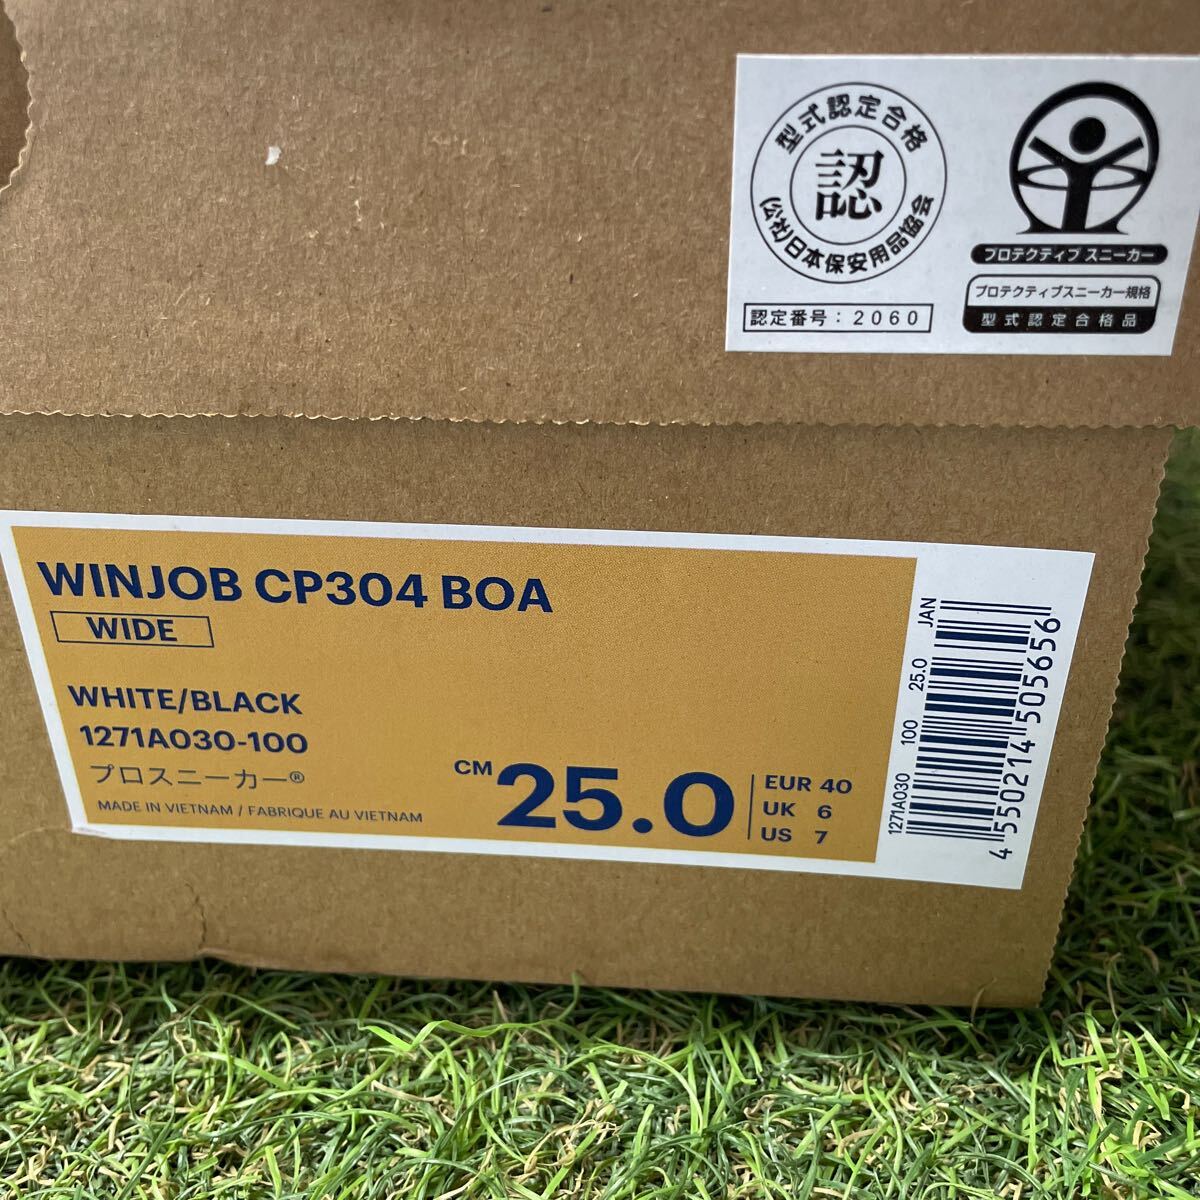 型式認定合格
認
(公社)日本保安用品協会
認定番号：2060
プロテクティブ スニーカー
プロテクティブスニーカー規格
型式認定合格品
WINJOB CP304 BOA
WIDE
WHITE/BLACK
1271A030-100
プロスニーカー®
MADE IN VIETNAM / FABRIQUE AU VIETNAM
CM 25.0
EUR 40
UK 6
US 7
1271A030 100 25.0 JAN
4 550214 505656